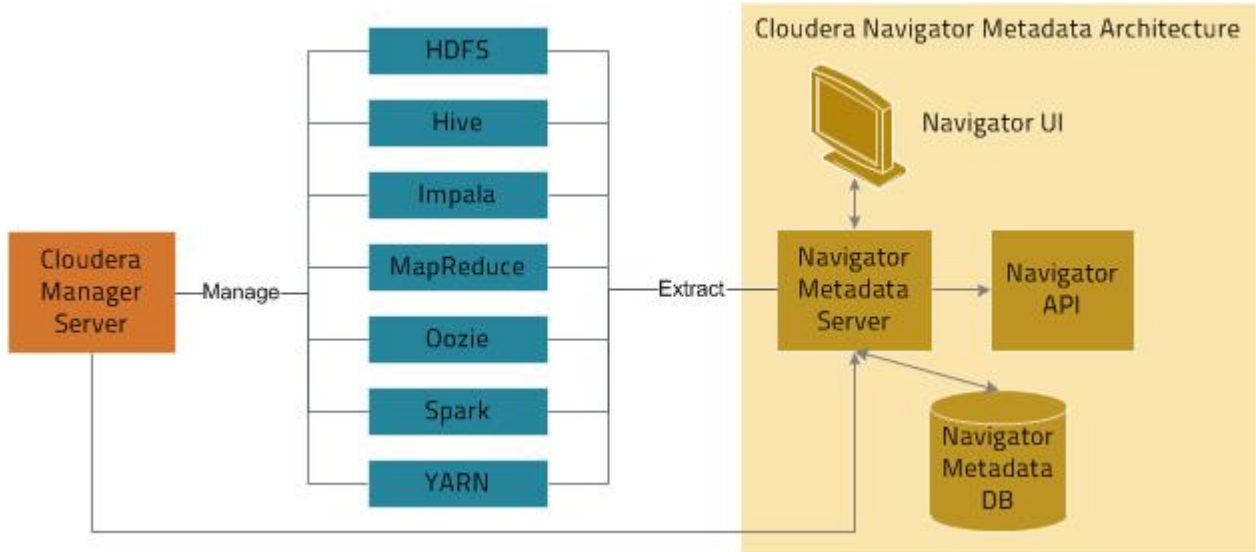 Cloudera Navigator Metadata Architecture
HDFS
Hive
Impala
MapReduce
Oozie
Spark
YARN
Cloudera
Manager
Server
Manage
Extract
Navigator UI
Navigator
Metadata
Server
Navigator
API
Navigator
Metadata
DB